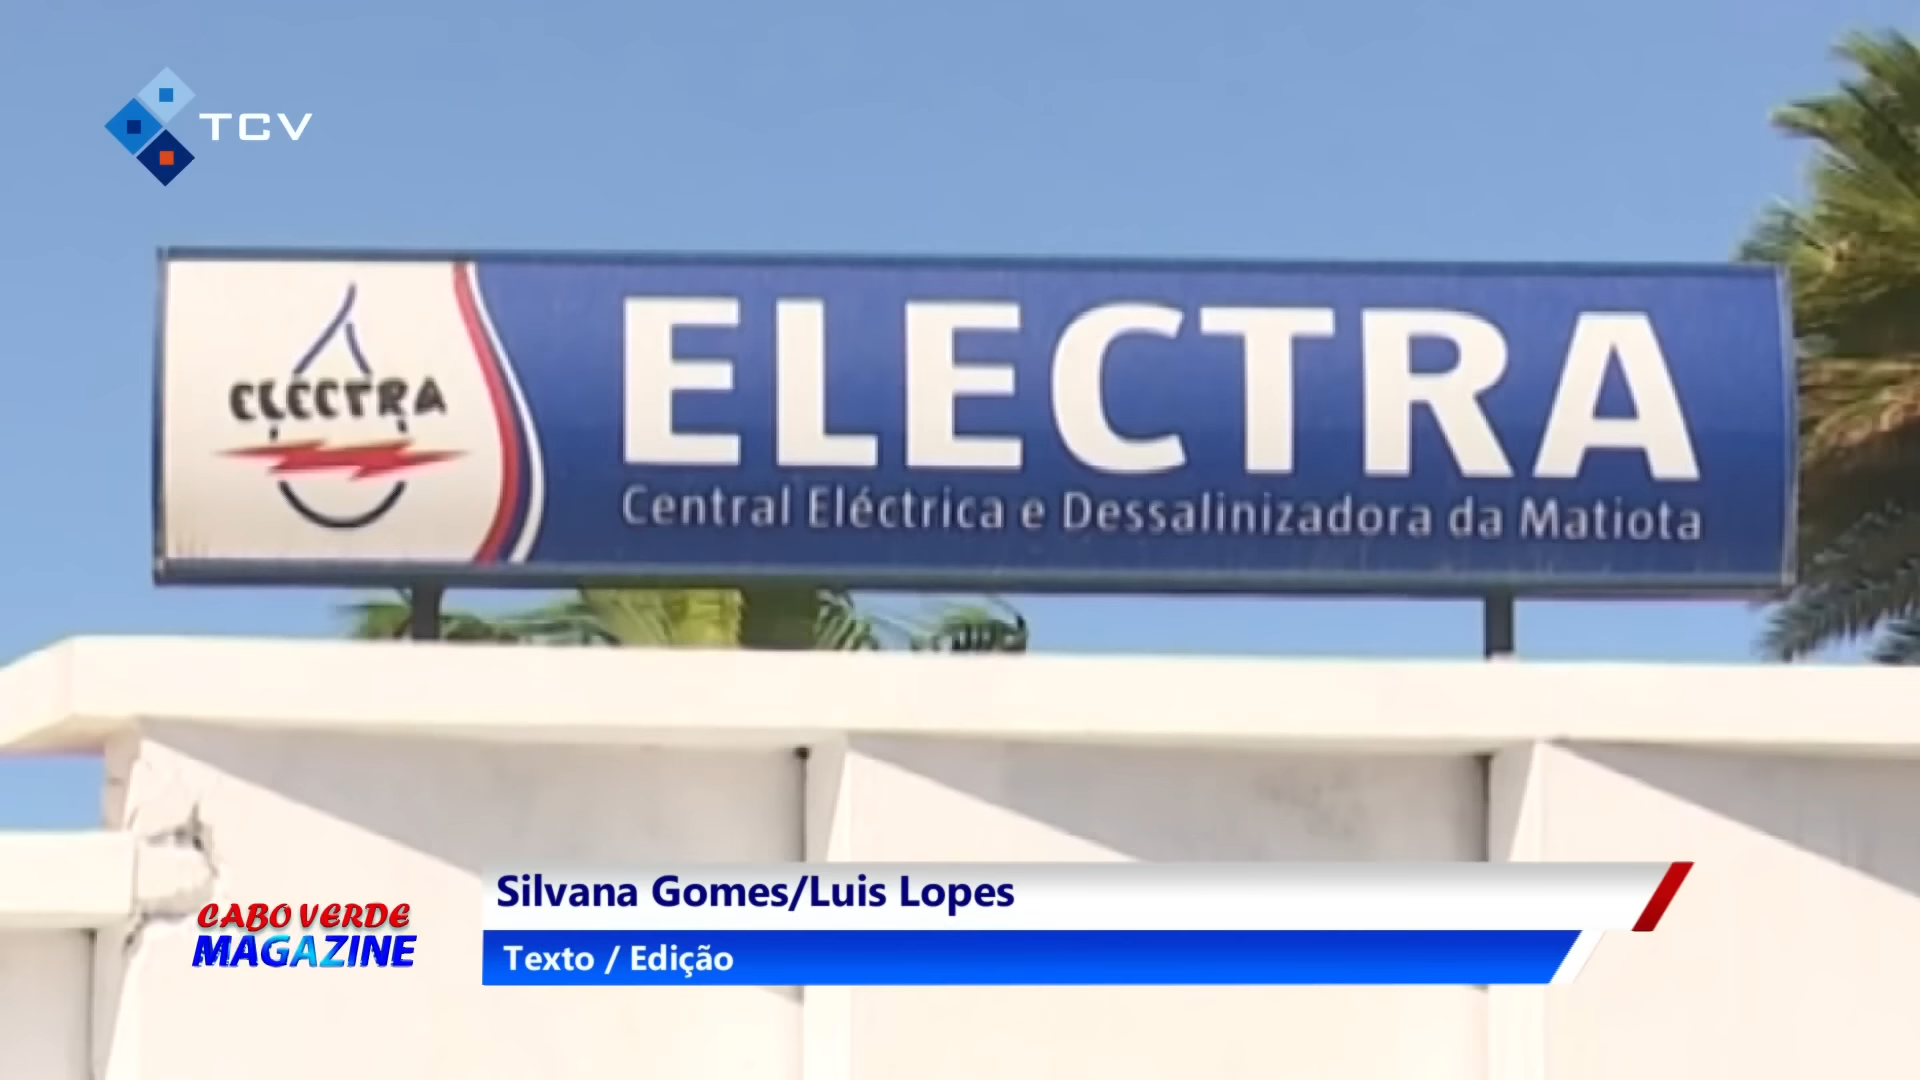 TCV
ELECTRA
ELECTRA
Central Eléctrica e Dessalinizadora da Matiota
Silvana Gomes/Luis Lopes
CABO VERDE
MAGAZINE
Texto / Edição